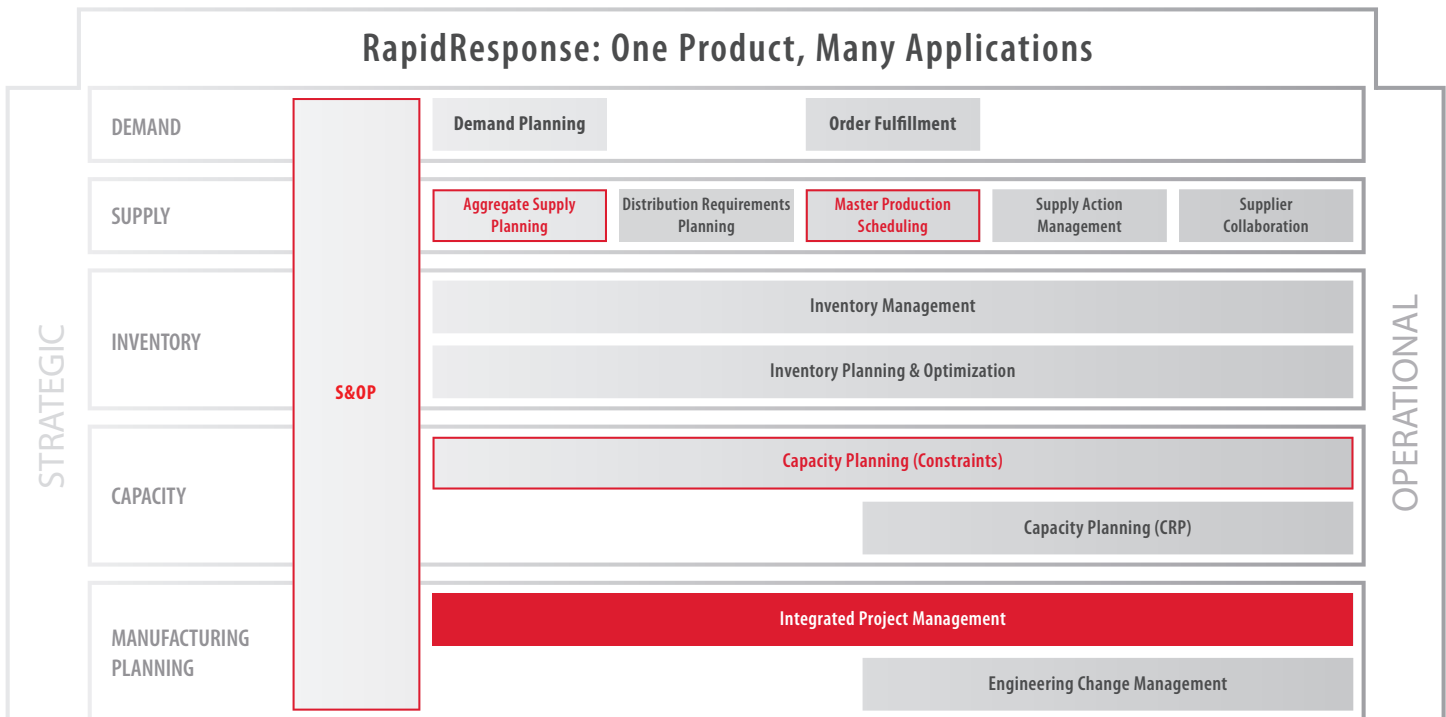 RapidResponse: One Product, Many Applications
STRATEGIC
OPERATIONAL
S&OP
DEMAND
Demand Planning
Order Fulfillment
SUPPLY
Aggregate Supply
Planning
Distribution Requirements
Planning
Master Production
Scheduling
Supply Action
Management
Supplier
Collaboration
INVENTORY
Inventory Management
Inventory Planning & Optimization
CAPACITY
Capacity Planning (Constraints)
Capacity Planning (CRP)
MANUFACTURING
PLANNING
Integrated Project Management
Engineering Change Management